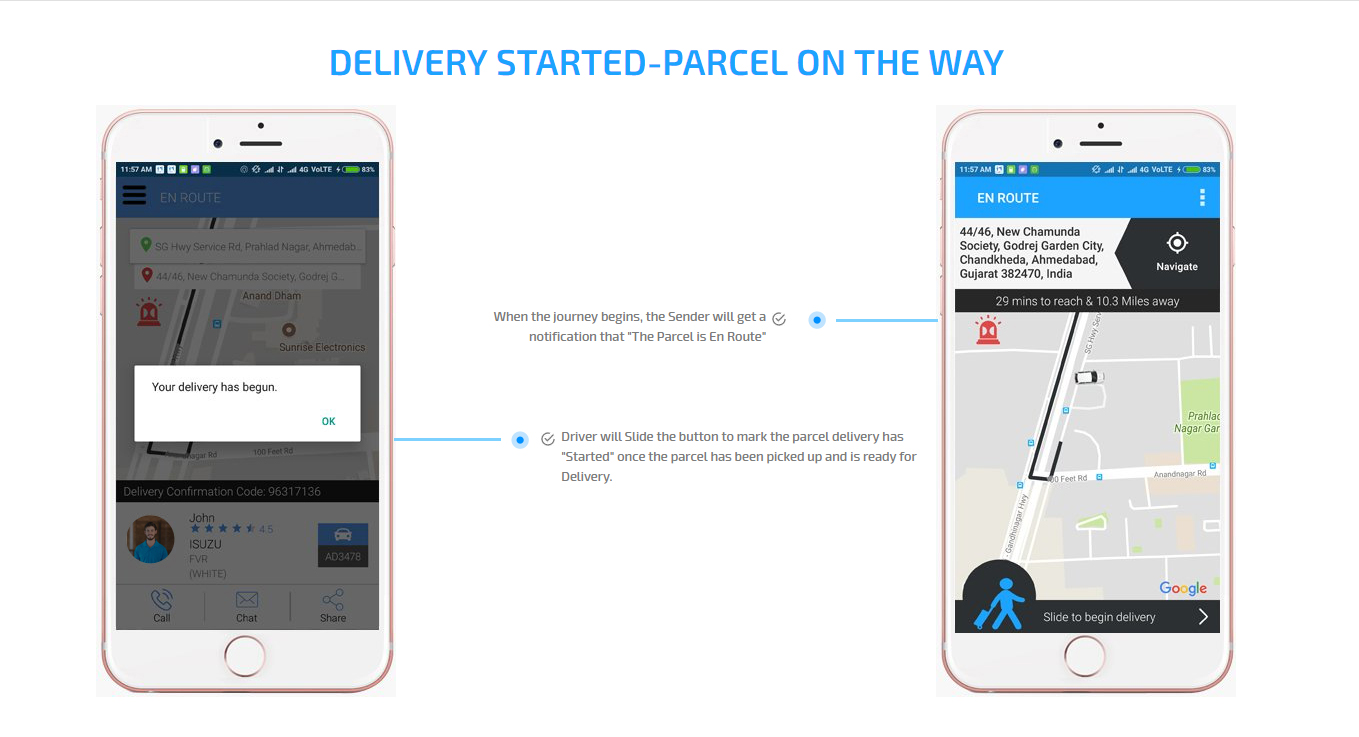 DELIVERY STARTED-PARCEL ON THE WAY
11:57 AM
4G VoLTE
83%
EN ROUTE
SG Hwy Service Rd, Prahlad Nagar, Ahmedab...
44/46, New Chamunda Society, Godrej G...
Anand Dham
Sunrise Electronics
Your delivery has begun.
OK
nagar Rd
100 Feet Rd
Delivery Confirmation Code: 96317136
John
4.5
ISUZU
FVR
(WHITE)
AD3478
Call
Chat
Share
When the journey begins, the Sender will get a
notification that "The Parcel is En Route"
Driver will Slide the button to mark the parcel delivery has
"Started" once the parcel has been picked up and is ready for
Delivery.
11:57 AM
4G VoLTE
83%
EN ROUTE
44/46, New Chamunda
Society, Godrej Garden City,
Chandkheda, Ahmedabad,
Gujarat 382470, India
Navigate
29 mins to reach & 10.3 Miles away
SG Hwy Serv
Prahlad
Nagar Gar
Anandnagar Rd
100 Feet Rd
- Gandhinagar Hwy
Google
Slide to begin delivery